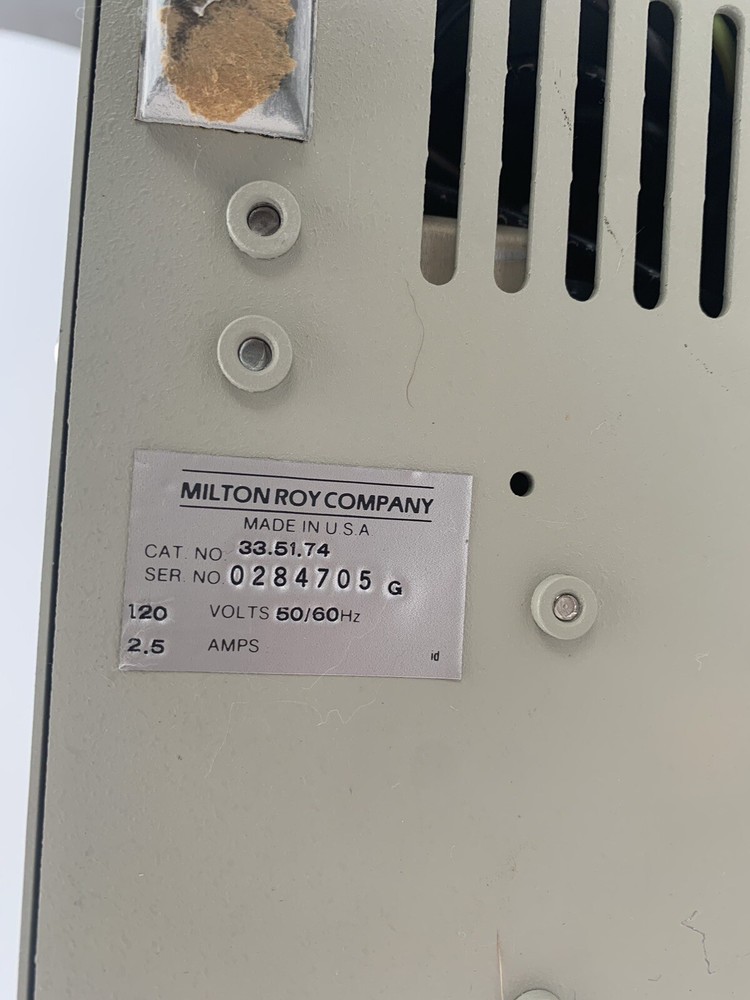 MILTON ROY COMPANY
MADE IN U.S.A
CAT. NO. 33.51.74
SER. NO. 0284705 G
120 VOLTS 50/60Hz
2.5 AMPS
id